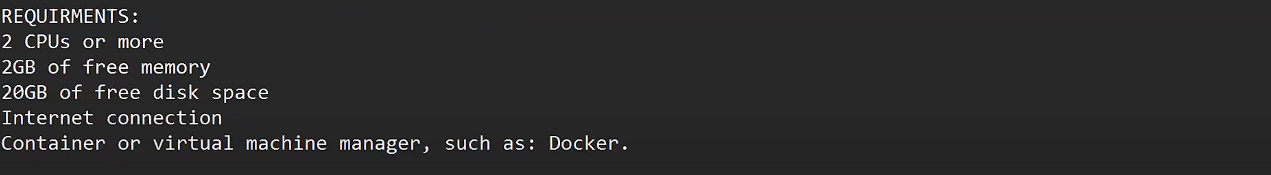 REQUIRMENTS:
2 CPUs or more
2GB of free memory
20GB of free disk space
Internet connection
Container or virtual machine manager, such as: Docker.